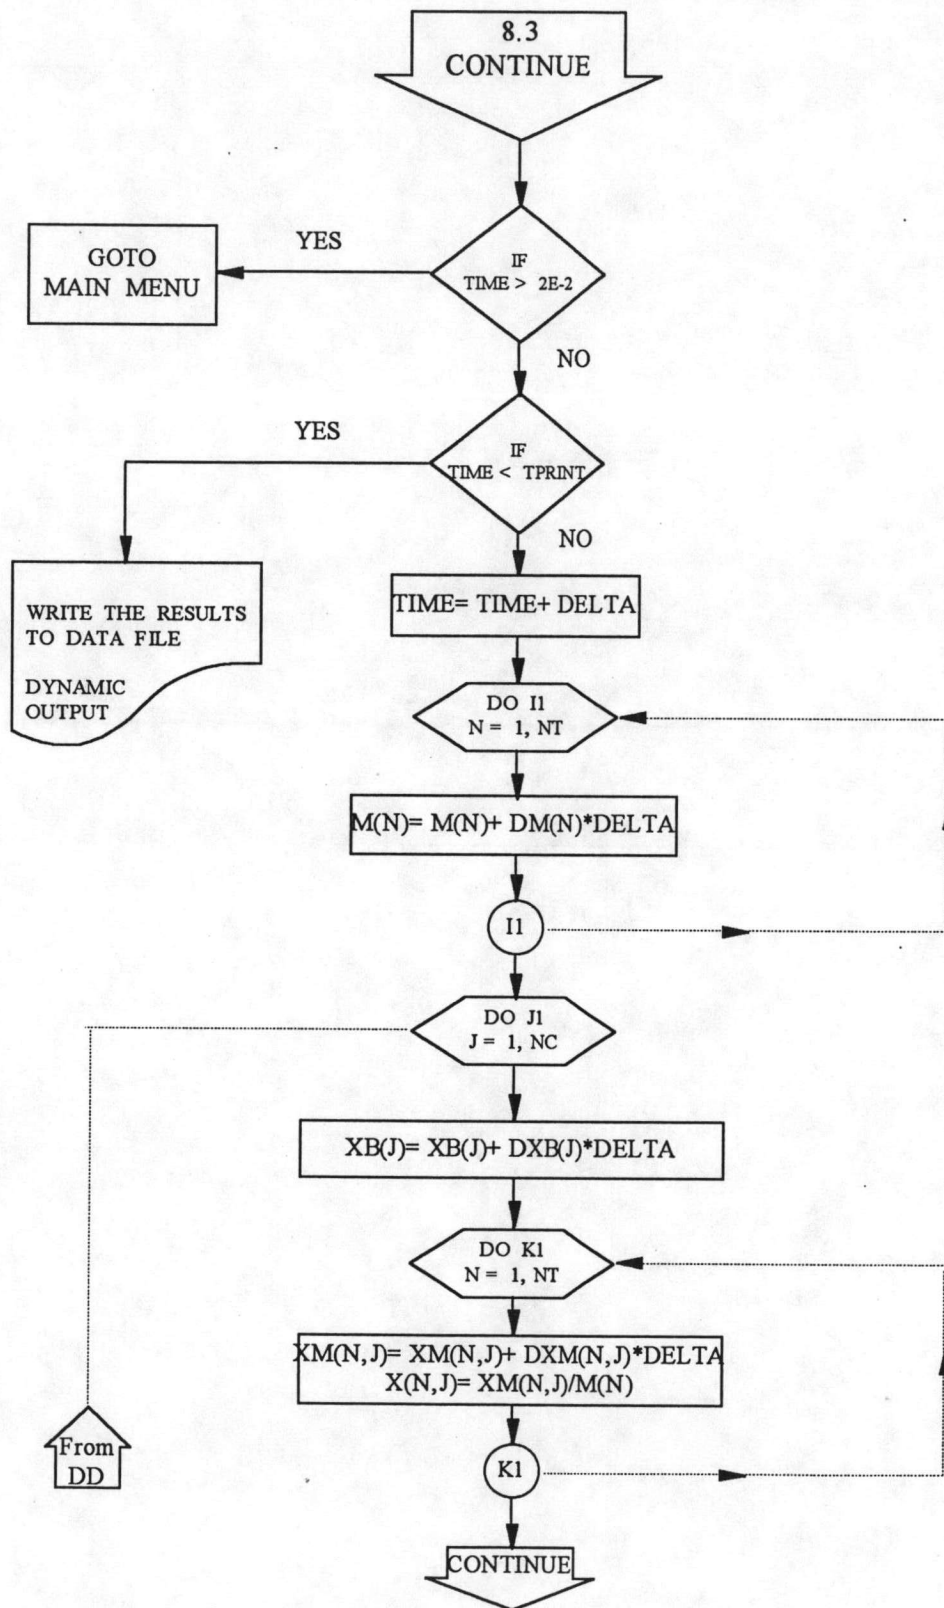 8.3
CONTINUE
YES
GOTO
MAIN MENU
IF
TIME > 2E-2
NO
YES
IF
TIME < TPRINT
NO
WRITE THE RESULTS
TO DATA FILE
DYNAMIC
OUTPUT
TIME= TIME+ DELTA
DO I1
N = 1, NT
M(N)= M(N)+ DM(N)*DELTA
I1
DO J1
J = 1, NC
XB(J)= XB(J)+ DXB(J)*DELTA
DO K1
N = 1, NT
XM(N,J)= XM(N,J)+ DXM(N,J)*DELTA
X(N,J)= XM(N,J)/M(N)
From
DD
K1
CONTINUE